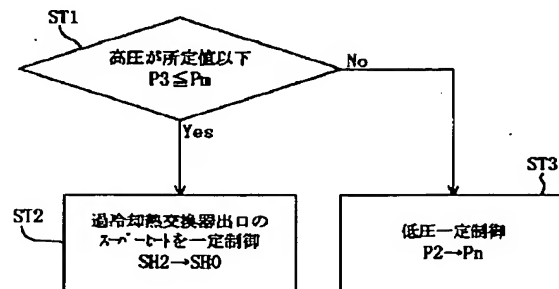 ST1
高圧が所定値以下
P3≦Pm
No
Yes
ST3
ST2
過冷却熱交換器出口の
スーパーヒートを一定制御
SH2→SH0
低圧一定制御
P2→Pn